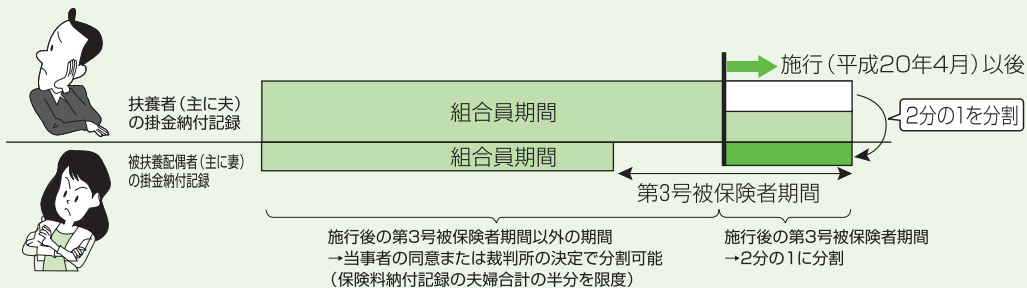 施行（平成20年4月）以後
扶養者（主に夫）
の掛金納付記録
組合員期間
2分の1を分割
被扶養配偶者（主に妻）
の掛金納付記録
組合員期間
第3号被保険者期間
施行後の第3号被保険者期間以外の期間
→当事者の同意または裁判所の決定で分割可能
（保険料納付記録の夫婦合計の半分を限度）
施行後の第3号被保険者期間
→2分の1に分割